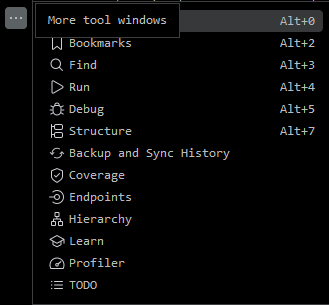 More tool windows
Alt+0
Bookmarks Alt+2
Find Alt+3
Run Alt+4
Debug Alt+5
Structure Alt+7
Backup and Sync History
Coverage
Endpoints
Hierarchy
Learn
Profiler
TODO